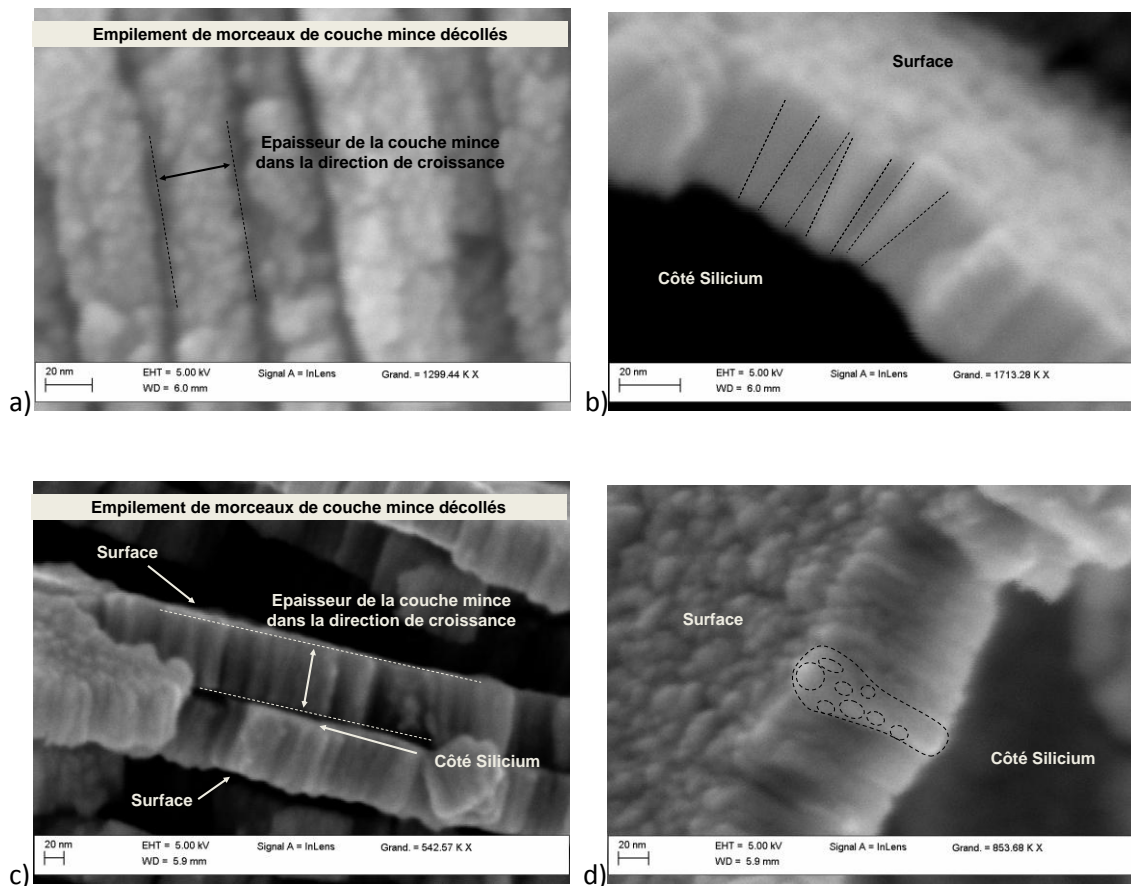 Empilement de morceaux de couche mince décollés
Epaisseur de la couche mince
dans la direction de croissance
20 nm
EHT = 5.00 kV
Signal A = InLens
Grand. = 1299.44 K X
WD = 6.0 mm
a)
Surface
Côté Silicium
20 nm
EHT = 5.00 kV
Signal A = InLens
Grand. = 1713.28 K X
WD = 6.0 mm
b)
Empilement de morceaux de couche mince décollés
Surface
Epaisseur de la couche mince
dans la direction de croissance
Côté Silicium
Surface
20 nm
EHT = 5.00 kV
Signal A = InLens
Grand. = 542.57 K X
WD = 5.9 mm
c)
Surface
Côté Silicium
20 nm
EHT = 5.00 kV
Signal A = InLens
Grand. = 853.68 K X
WD = 5.9 mm
d)